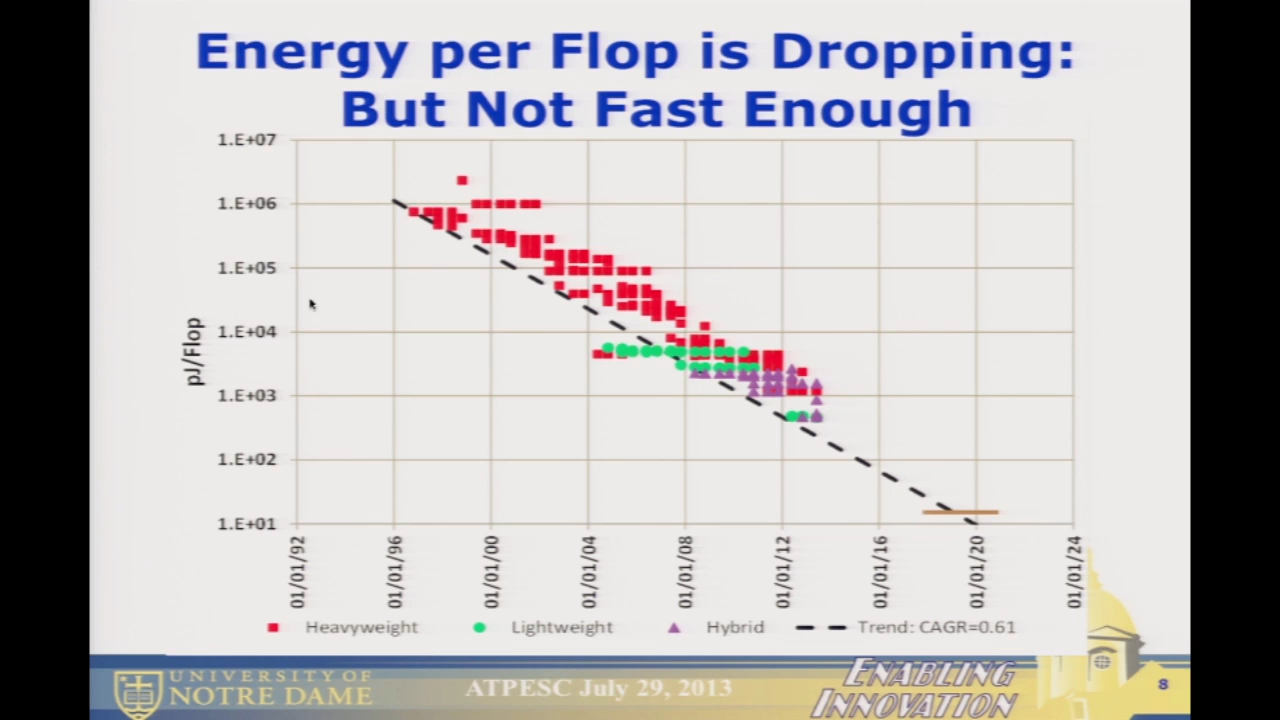 Energy per Flop is Dropping:
But Not Fast Enough
1.E+07
1.E+06
1.E+05
1.E+04
1.E+03
1.E+02
1.E+01
pJ/Flop
01/01/92
01/01/96
01/01/00
01/01/04
01/01/08
01/01/12
01/01/16
01/01/20
01/01/24
Heavyweight Lightweight Hybrid Trend: CAGR=0.61
UNIVERSITY OF
NOTRE DAME
ATPESC July 29, 2013
ENABLING
INNOVATION
8